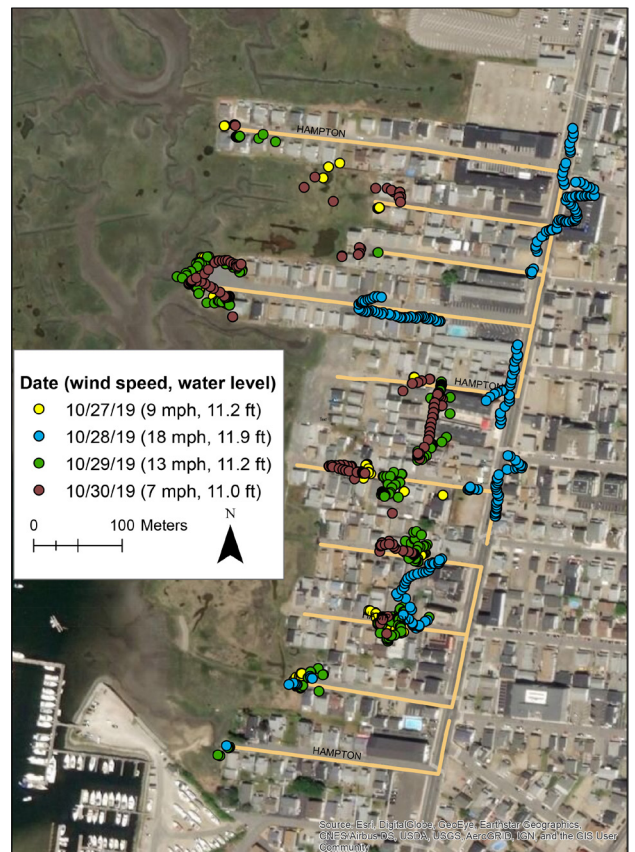 HAMPTON
HAMPTON
Date (wind speed, water level)
10/27/19 (9 mph, 11.2 ft)
10/28/19 (18 mph, 11.9 ft)
10/29/19 (13 mph, 11.2 ft)
10/30/19 (7 mph, 11.0 ft)
0 100 Meters
N
HAMPTON
Source: Esri, DigitalGlobe, GeoEye, Earthstar Geographics,
CNES/Airbus DS, USDA, USGS, AeroGRID, IGN, and the GIS User
Community